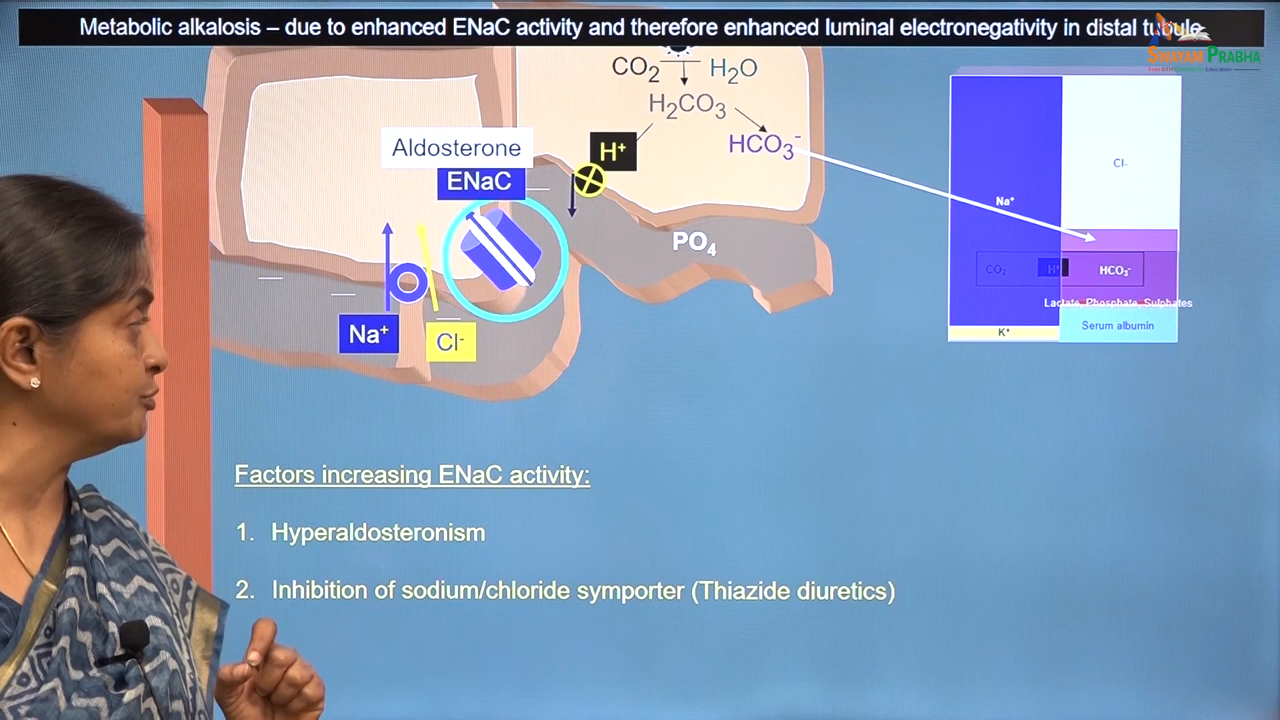 Metabolic alkalosis – due to enhanced ENaC activity and therefore enhanced luminal electronegativity in distal tubule
SWAYAM PRABHA
CO2 H2O
H2CO3
HCO3-
H+
Aldosterone
ENaC
PO4
Na+
Cl-
Cl-
Na+
CO2 H+ HCO3-
Lactate, Phosphate, Sulphates
Serum albumin
K+
Factors increasing ENaC activity:
1. Hyperaldosteronism
2. Inhibition of sodium/chloride symporter (Thiazide diuretics)